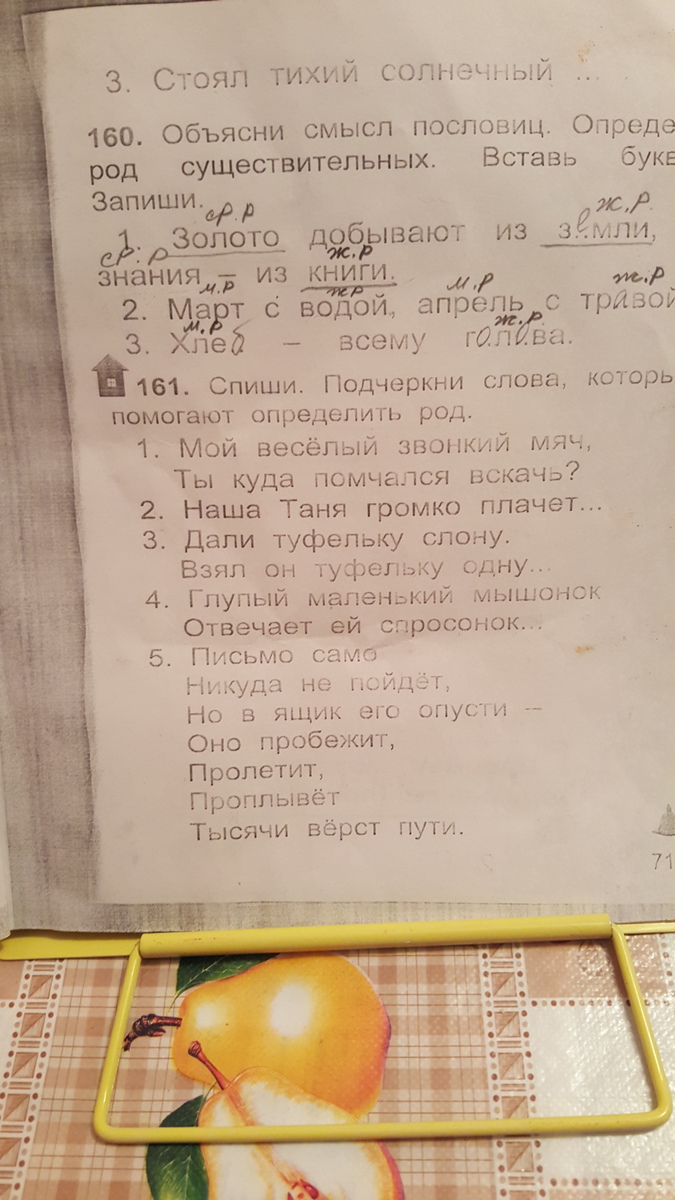 3. Стоял тихий солнечный ...
160. Объясни смысл пословиц. Опреде
род существительных. Вставь букв
Запиши.
ср.р ж.р.
1. Золото добывают из земли,
ср.р ж.р
знания – из книги.
м.р ж.р м.р ж.р
2. Март с водой, апрель с травой
м.р ж.р.
3. Хлеб – всему голова.
161. Спиши. Подчеркни слова, которы
помогают определить род.
1. Мой весёлый звонкий мяч,
Ты куда помчался вскачь?
2. Наша Таня громко плачет...
3. Дали туфельку слону.
Взял он туфельку одну...
4. Глупый маленький мышонок
Отвечает ей спросонок...
5. Письмо само
Никуда не пойдёт,
Но в ящик его опусти –
Оно пробежит,
Пролетит,
Проплывёт
Тысячи вёрст пути.
71